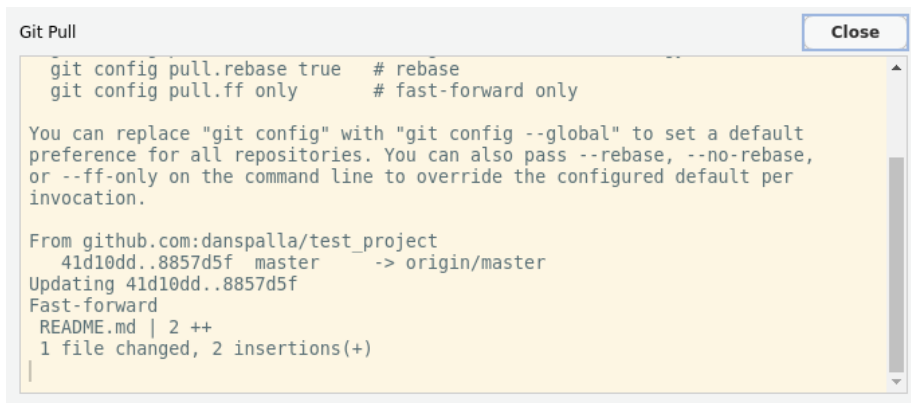 Git Pull
Close
git config pull.rebase true   # rebase
git config pull.ff only       # fast-forward only
You can replace "git config" with "git config --global" to set a default
preference for all repositories. You can also pass --rebase, --no-rebase,
or --ff-only on the command line to override the configured default per
invocation.
From github.com:danspalla/test_project
   41d10dd..8857d5f  master     -> origin/master
Updating 41d10dd..8857d5f
Fast-forward
 README.md | 2 ++
 1 file changed, 2 insertions(+)